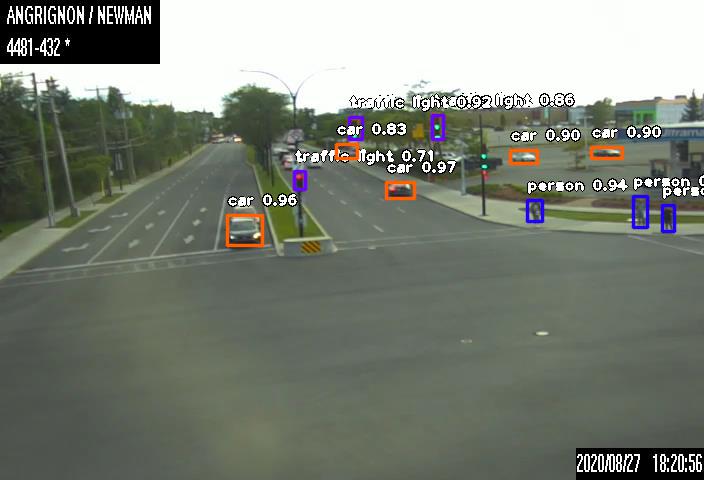 ANGRIGNON / NEWMAN
4481-432 *
traffic light 0.92
light 0.86
car 0.83
car 0.90
car 0.90
traffic light 0.71
car 0.97
person 0.94
person 0
pers
car 0.96
2020/08/27 18:20:56